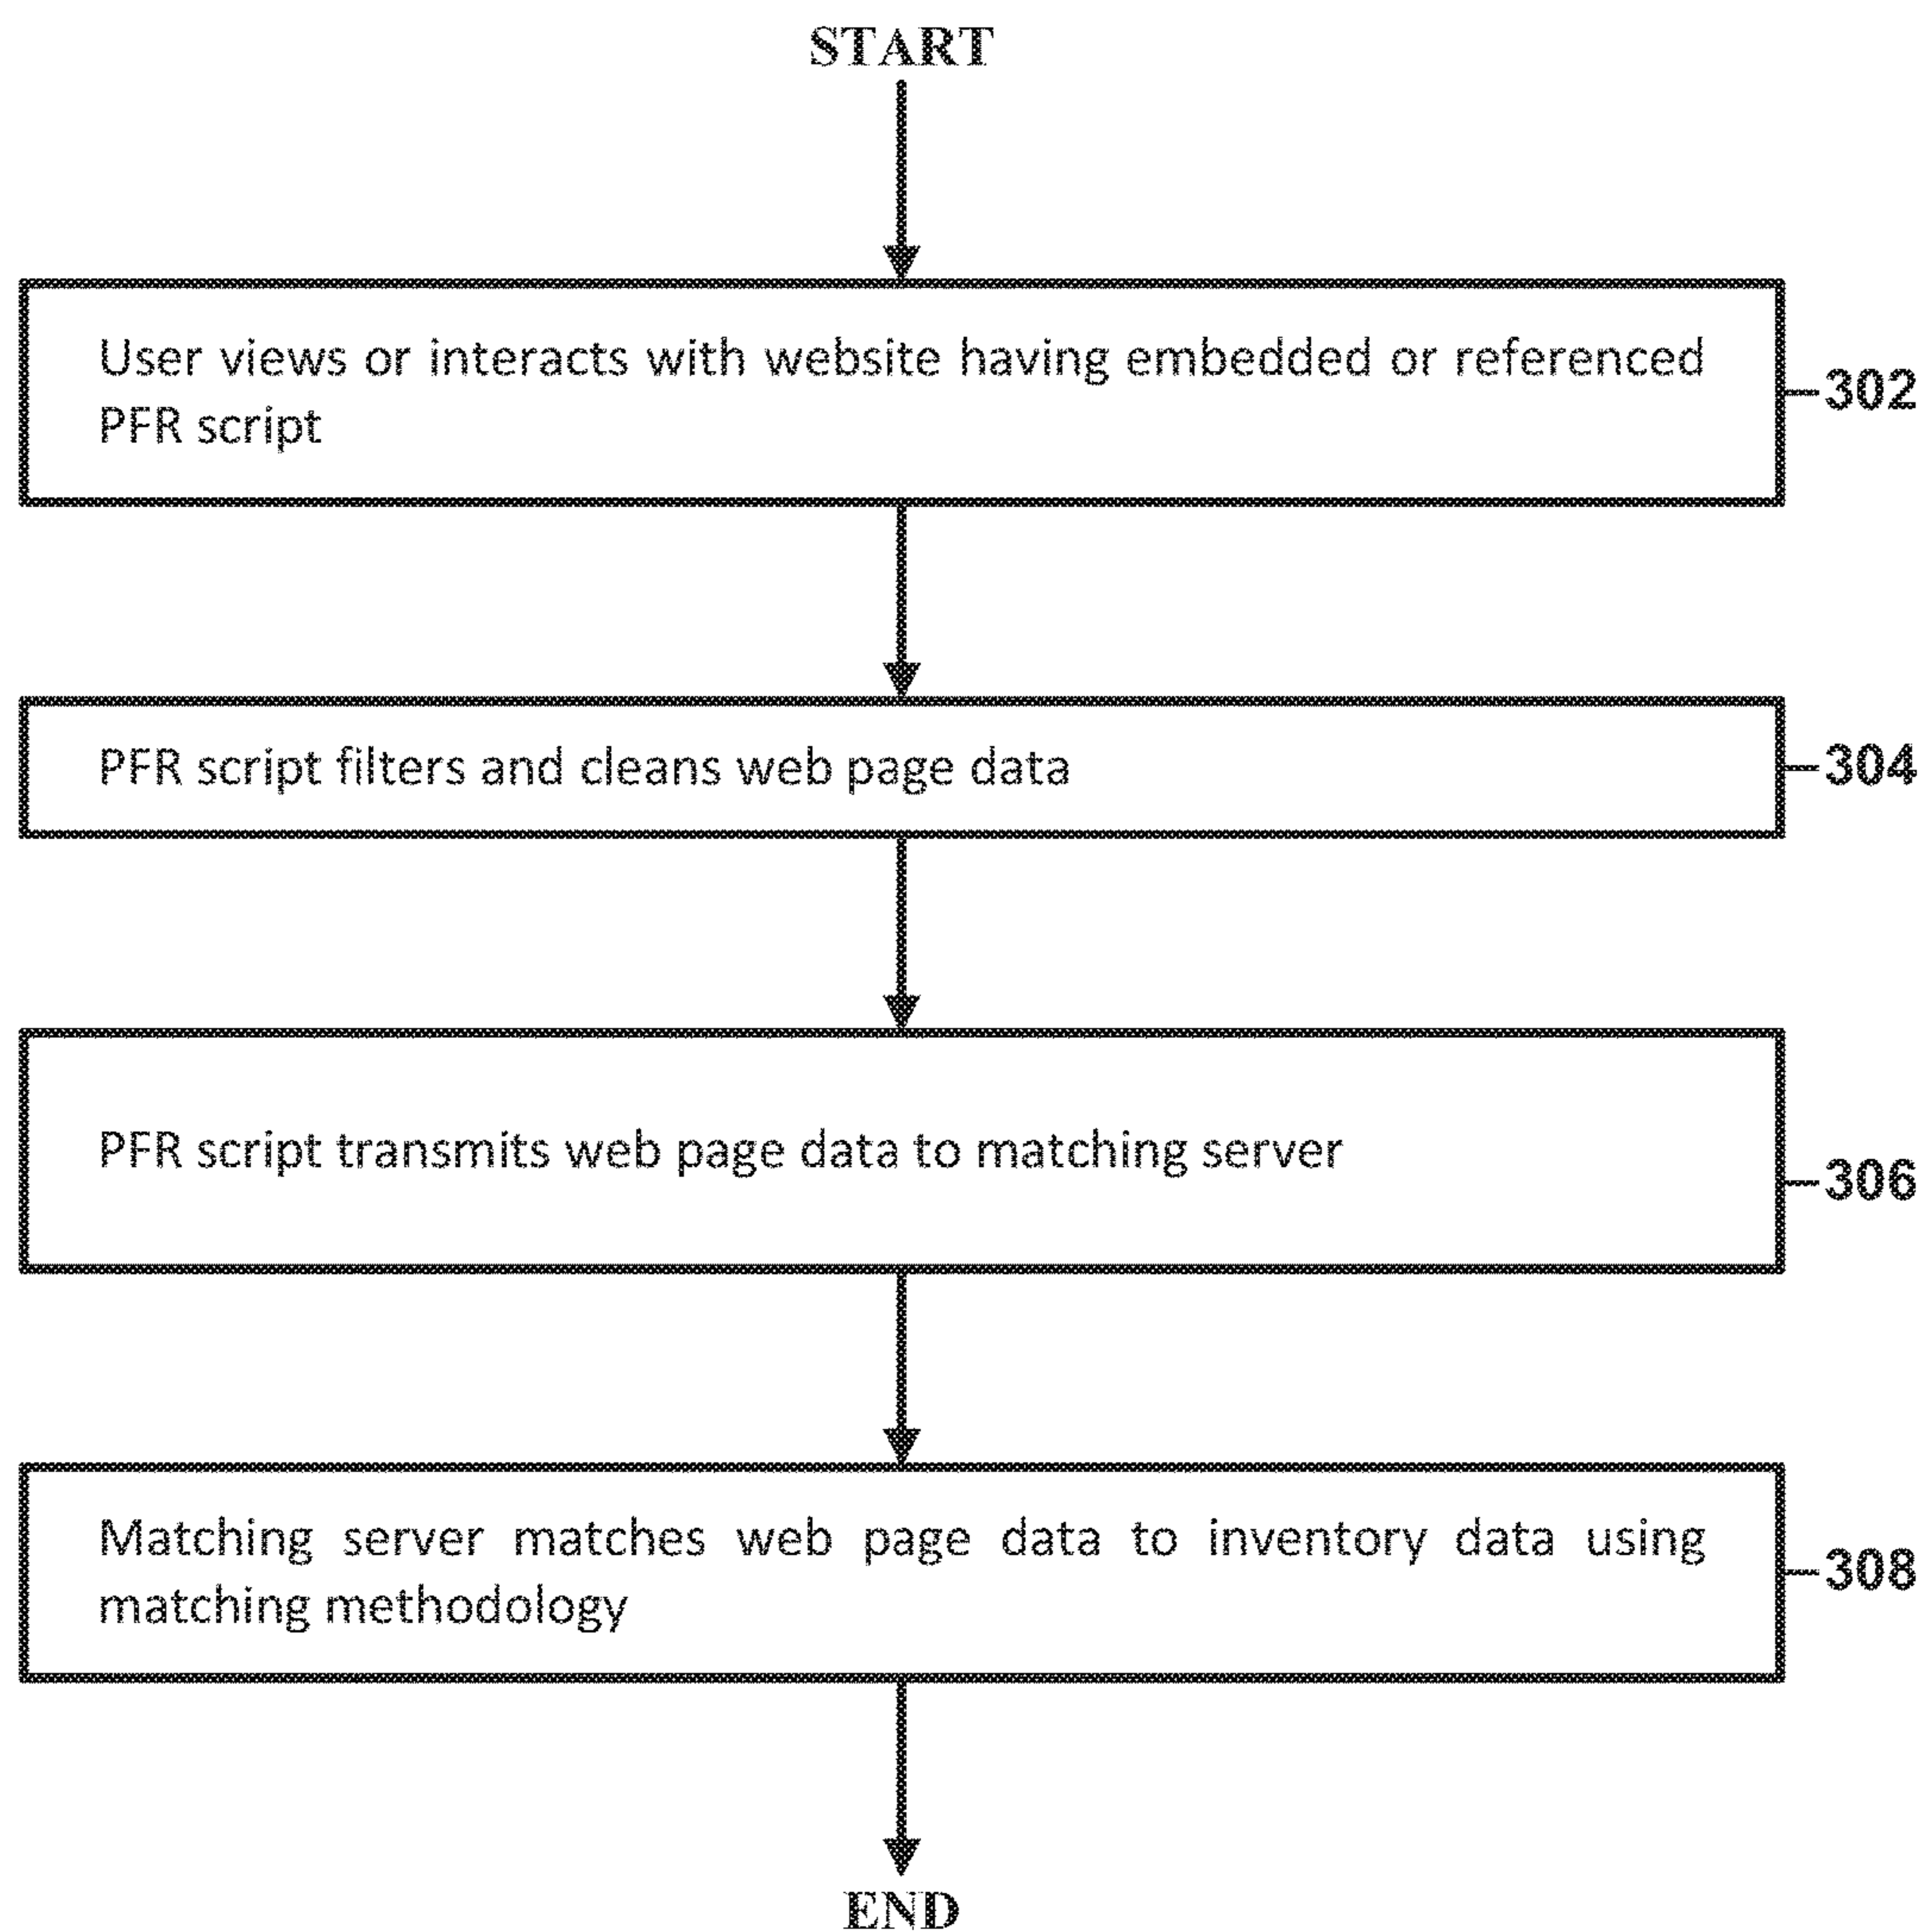 START
User views or interacts with website having embedded or referenced
PFR script
302
PFR script filters and cleans web page data
304
PFR script transmits web page data to matching server
306
Matching server matches web page data to inventory data using
matching methodology
308
END